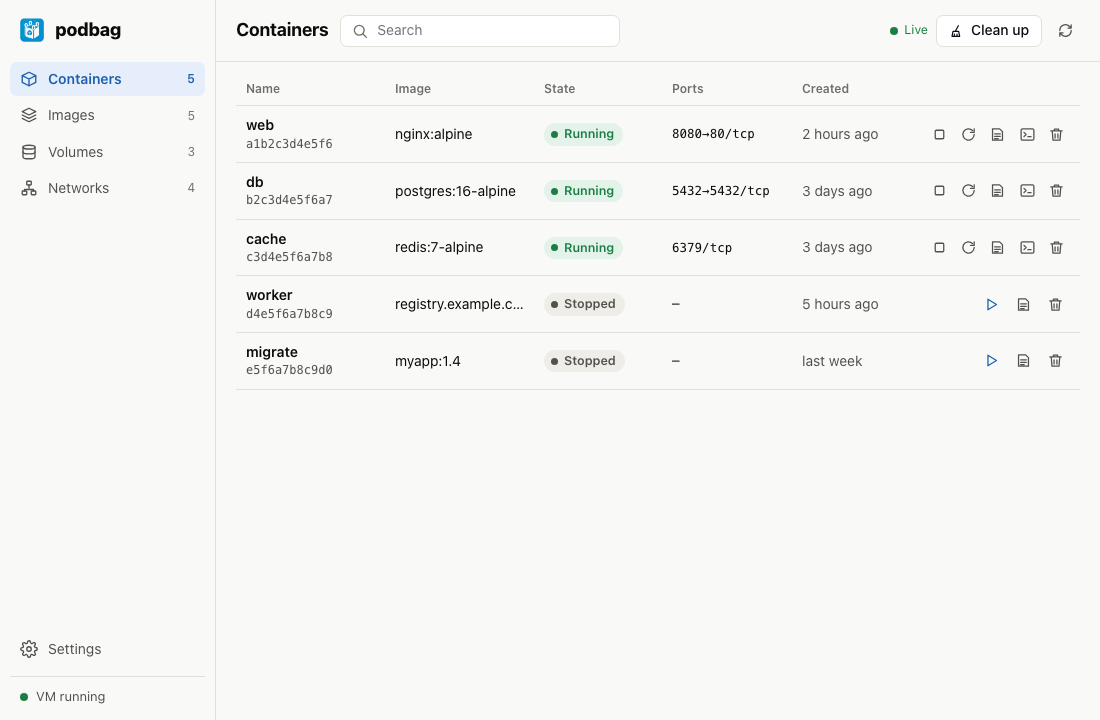 podbag
Containers 5
Images 5
Volumes 3
Networks 4
Settings
VM running
Containers
Search
Live
Clean up
Name Image State Ports Created
web
a1b2c3d4e5f6
nginx:alpine Running 8080→80/tcp 2 hours ago
db
b2c3d4e5f6a7
postgres:16-alpine Running 5432→5432/tcp 3 days ago
cache
c3d4e5f6a7b8
redis:7-alpine Running 6379/tcp 3 days ago
worker
d4e5f6a7b8c9
registry.example.c... Stopped – 5 hours ago
migrate
e5f6a7b8c9d0
myapp:1.4 Stopped – last week